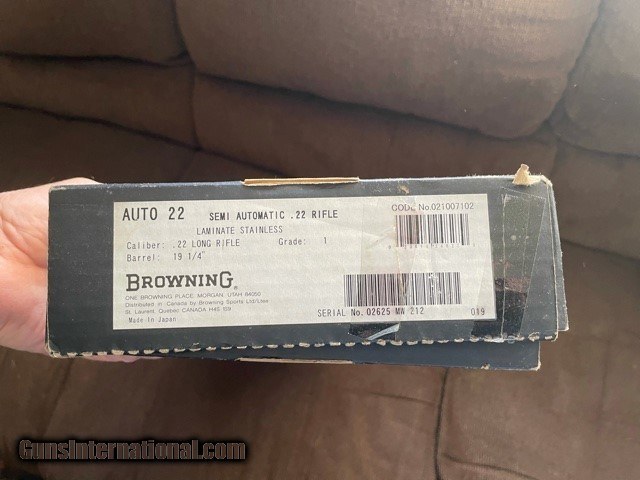 AUTO 22 SEMI AUTOMATIC .22 RIFLE CODE No.021007102
LAMINATE STAINLESS
Caliber: .22 LONG RIFLE Grade: 1
Barrel: 19 1/4"
BROWNING®
ONE BROWNING PLACE, MORGAN, UTAH 84050
Distributed in Canada by Browning Sports Ltd/Ltee
St. Laurent, Quebec CANADA H4S 1S9
Made In Japan
SERIAL No. 02625 MW 212 019
GunsInternational.com